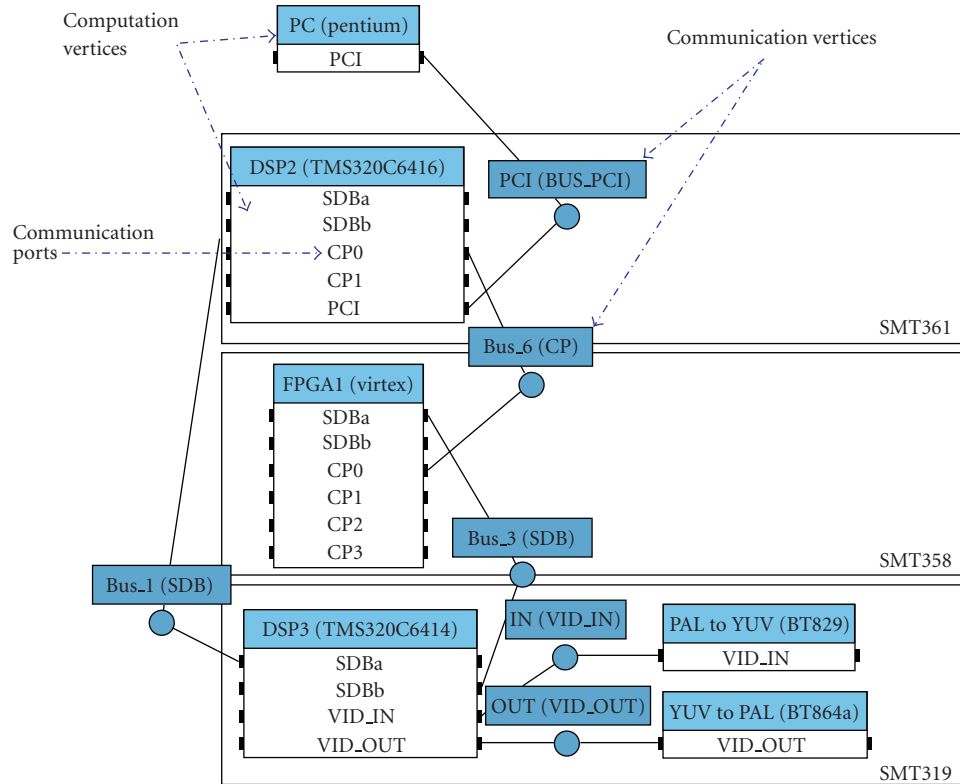 Computation
vertices
PC (pentium)
PCI
Communication vertices
DSP2 (TMS320C6416)
SDBa
SDBb
CP0
CP1
PCI
PCI (BUS_PCI)
Communication
ports
SMT361
Bus_6 (CP)
FPGA1 (virtex)
SDBa
SDBb
CP0
CP1
CP2
CP3
Bus_3 (SDB)
SMT358
Bus_1 (SDB)
DSP3 (TMS320C6414)
SDBa
SDBb
VID_IN
VID_OUT
IN (VID_IN)
PAL to YUV (BT829)
VID_IN
OUT (VID_OUT)
YUV to PAL (BT864a)
VID_OUT
SMT319